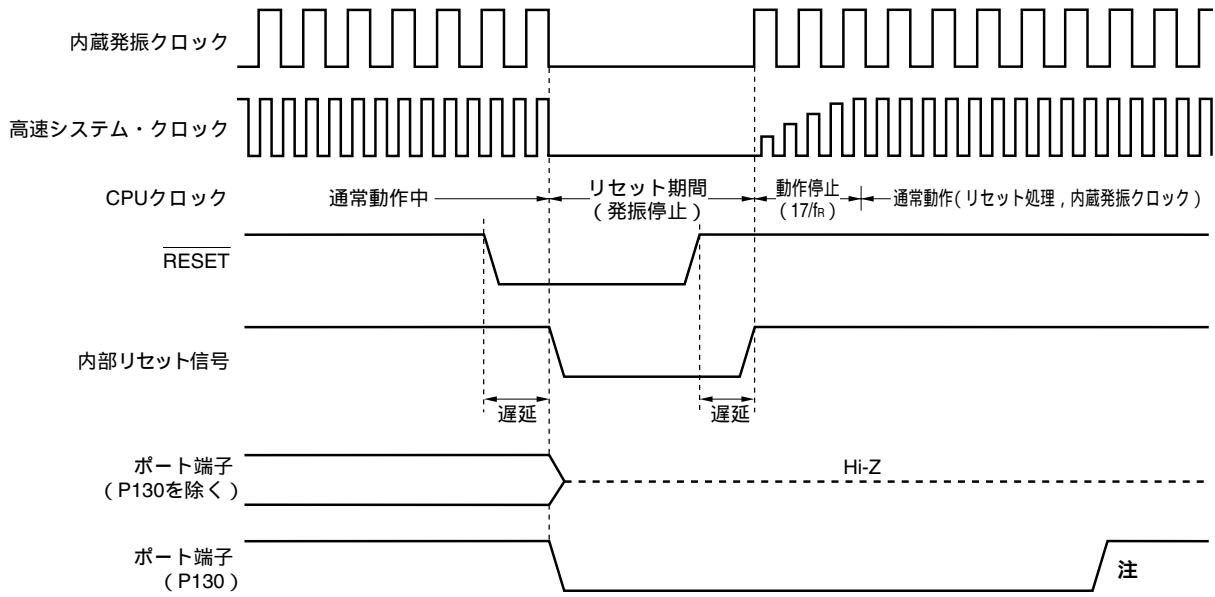 内蔵発振クロック
高速システム・クロック
CPUクロック
通常動作中
リセット期間
（発振停止）
動作停止
（17/fR）
通常動作（リセット処理，内蔵発振クロック）
RESET
内部リセット信号
遅延
遅延
ポート端子
（P130を除く）
Hi-Z
ポート端子
（P130）
注